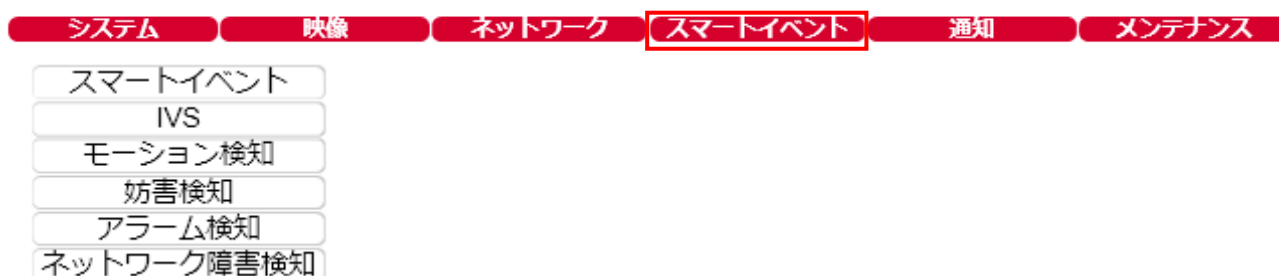 システム 映像 ネットワーク スマートイベント 通知 メンテナンス
スマートイベント
IVS
モーション検知
妨害検知
アラーム検知
ネットワーク障害検知